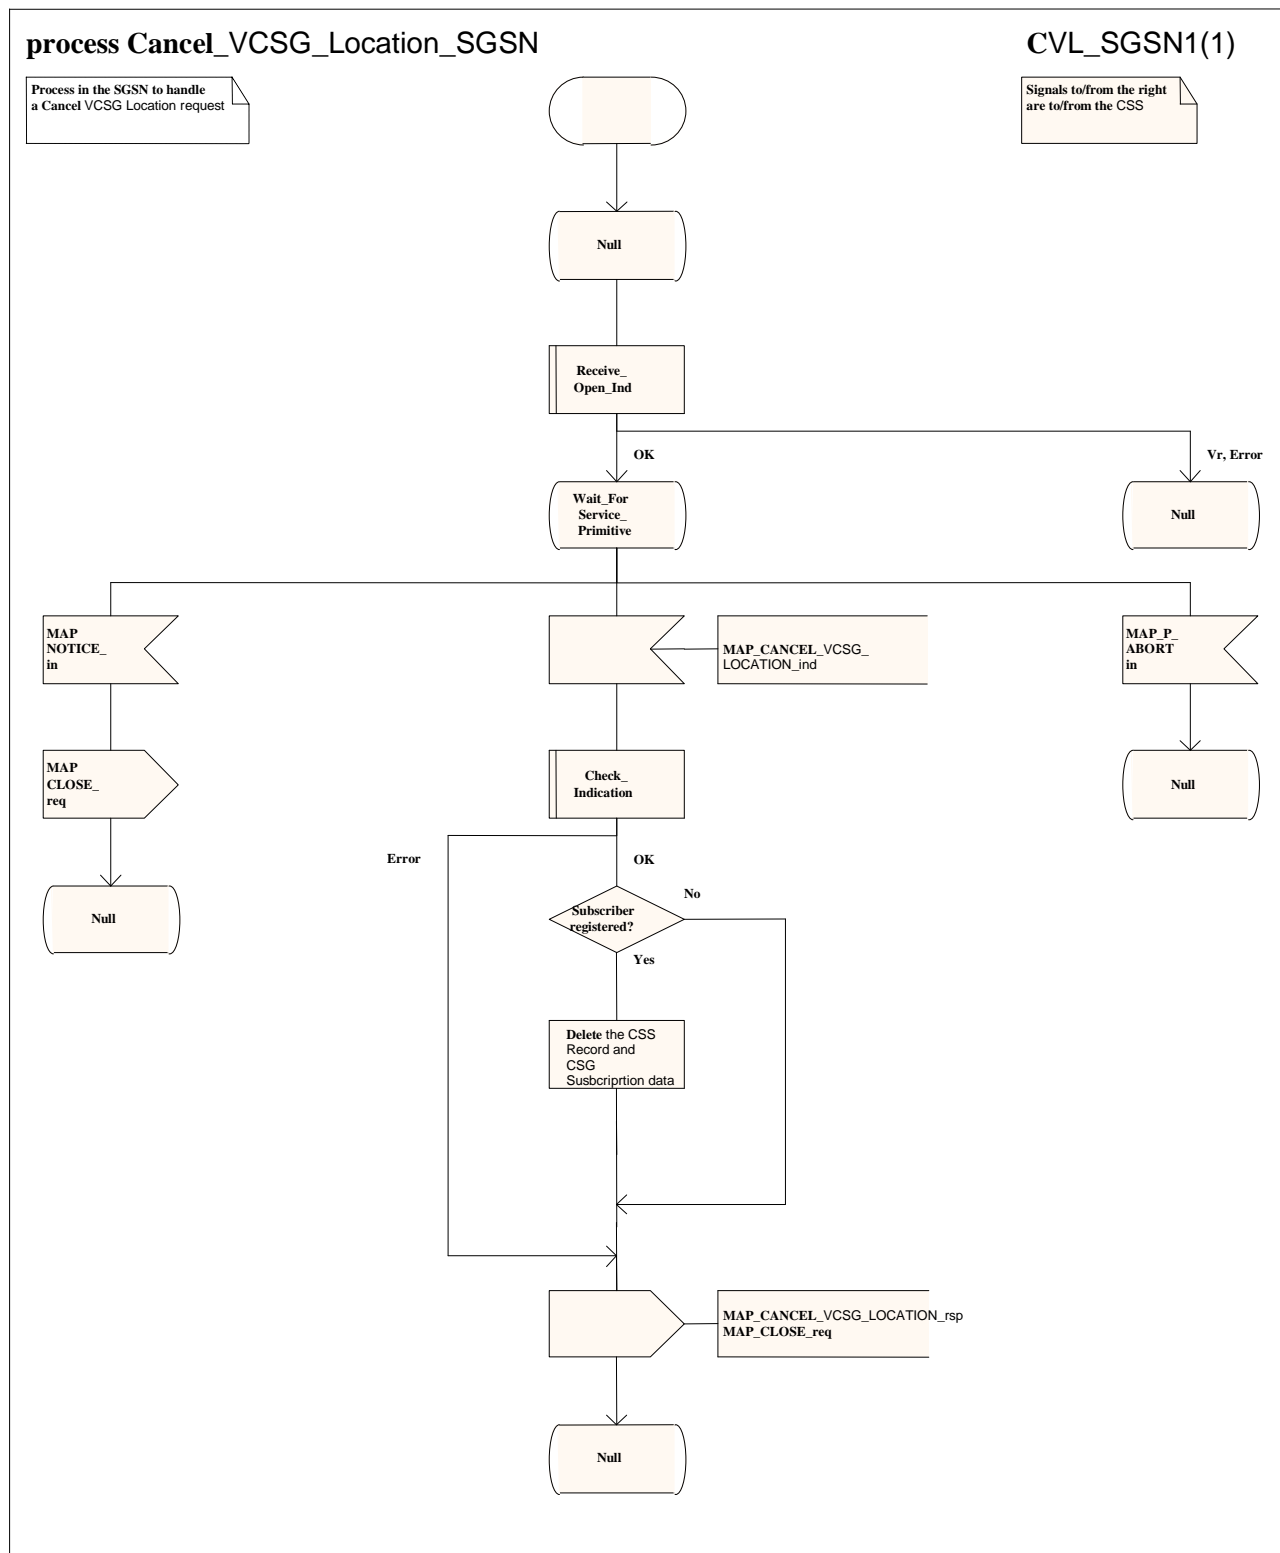 process Cancel_VCSG_Location_SGSN
CVL_SGSN1(1)
Process in the SGSN to handle
a Cancel VCSG Location request
Signals to/from the right
are to/from the CSS
Null
Receive_
Open_Ind
OK
Vr, Error
Wait_For
Service_
Primitive
Null
MAP
NOTICE_
in
MAP_CANCEL_VCSG_
LOCATION_ind
MAP_P_
ABORT
in
MAP
CLOSE_
req
Check_
Indication
Null
Error
OK
No
Subscriber
registered?
Null
Yes
Delete the CSS
Record and
CSG
Susbcriprtion data
MAP_CANCEL_VCSG_LOCATION_rsp
MAP_CLOSE_req
Null